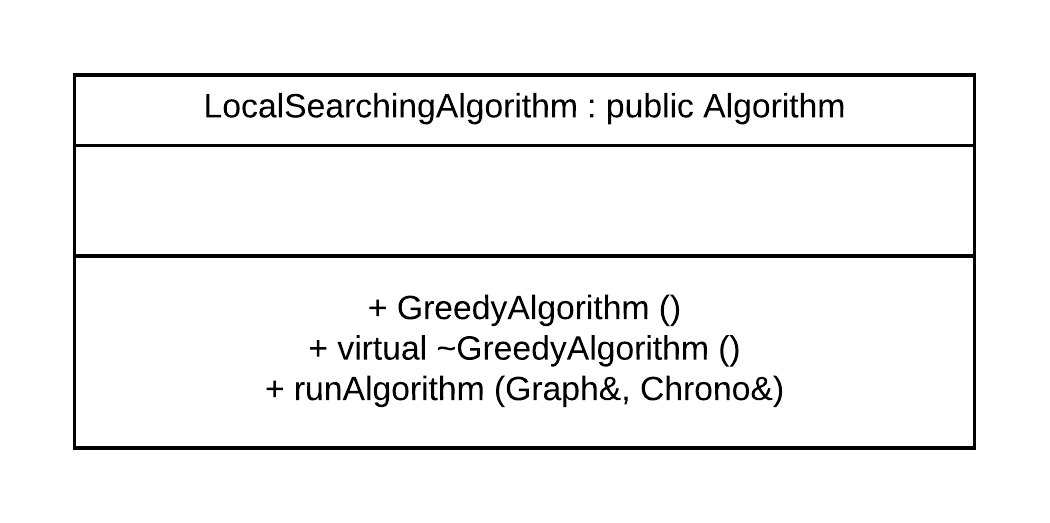 LocalSearchingAlgorithm : public Algorithm
+ GreedyAlgorithm ()
+ virtual ~GreedyAlgorithm ()
+ runAlgorithm (Graph&, Chrono&)